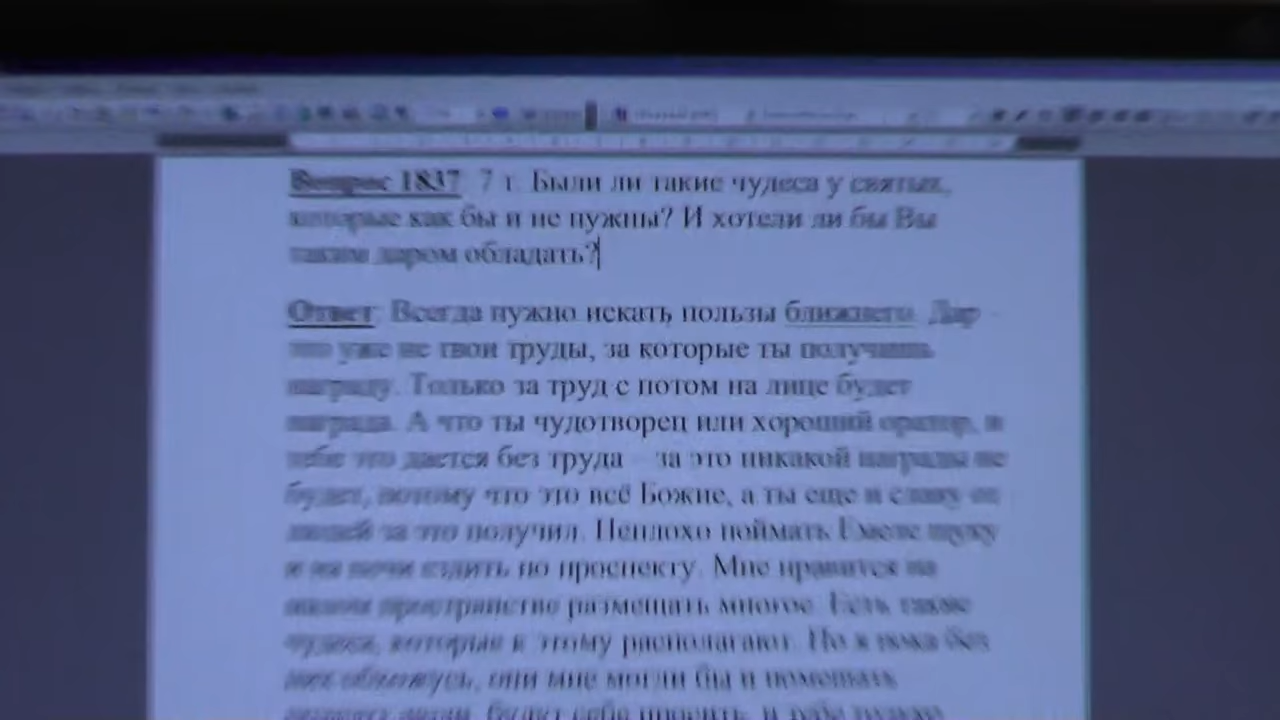 Вопрос 1837 7 т. Были ли такие чудеса у святых,
которые как бы и не нужны? И хотели ли бы Вы
таким даром обладать?
Ответ: Всегда нужно искать пользы ближнего. Дар –
это уже не твои труды, за которые ты получишь
награду. Только за труд с потом на лице будет
награда. А что ты чудотворец или хороший оратор, и
тебе это дается без труда – за это никакой награды не
будет, потому что это всё Божие, а ты еще и славу от
людей за это получил. Неплохо поймать Емеле щуку
и на печи ездить по проспекту. Мне нравится на
малом пространстве размещать многое. Есть такие
чудеса, которые к этому располагают. Но я пока без
них обхожусь, они мне могли бы и помешать
будут себе просить, и